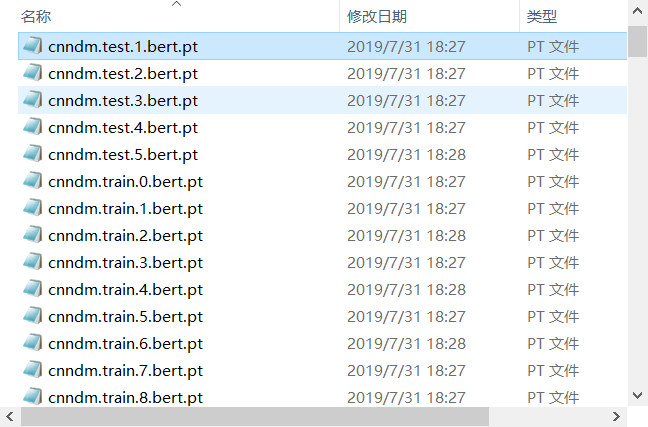 名称 修改日期 类型
cnndm.test.1.bert.pt 2019/7/31 18:27 PT 文件
cnndm.test.2.bert.pt 2019/7/31 18:27 PT 文件
cnndm.test.3.bert.pt 2019/7/31 18:27 PT 文件
cnndm.test.4.bert.pt 2019/7/31 18:27 PT 文件
cnndm.test.5.bert.pt 2019/7/31 18:28 PT 文件
cnndm.train.0.bert.pt 2019/7/31 18:27 PT 文件
cnndm.train.1.bert.pt 2019/7/31 18:27 PT 文件
cnndm.train.2.bert.pt 2019/7/31 18:28 PT 文件
cnndm.train.3.bert.pt 2019/7/31 18:27 PT 文件
cnndm.train.4.bert.pt 2019/7/31 18:28 PT 文件
cnndm.train.5.bert.pt 2019/7/31 18:27 PT 文件
cnndm.train.6.bert.pt 2019/7/31 18:28 PT 文件
cnndm.train.7.bert.pt 2019/7/31 18:27 PT 文件
cnndm.train.8.bert.pt 2019/7/31 18:27 PT 文件